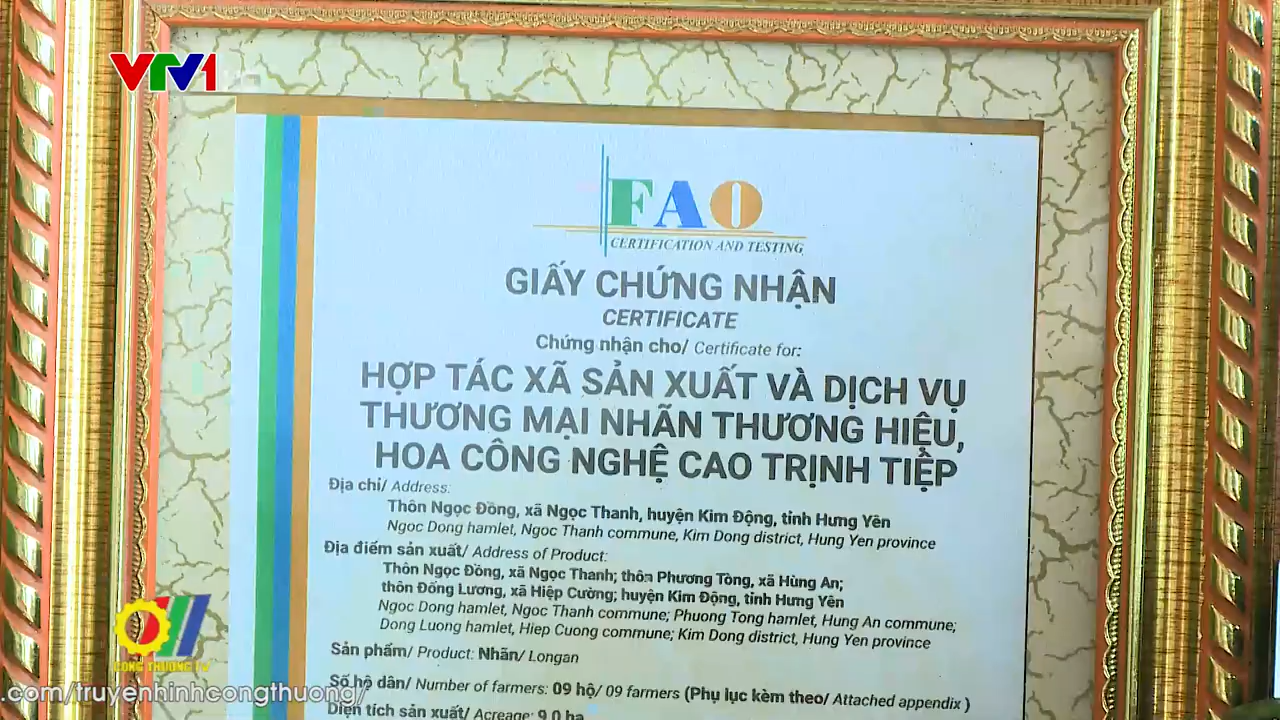 VTV1
FAO
CERTIFICATION AND TESTING
GIẤY CHỨNG NHẬN
CERTIFICATE
Chứng nhận cho/ Certificate for:
HỢP TÁC XÃ SẢN XUẤT VÀ DỊCH VỤ
THƯƠNG MẠI NHÃN THƯƠNG HIỆU,
HOA CÔNG NGHỆ CAO TRỊNH TIỆP
Địa chỉ/ Address:
Thôn Ngọc Đồng, xã Ngọc Thanh, huyện Kim Động, tỉnh Hưng Yên
Ngoc Dong hamlet, Ngoc Thanh commune, Kim Dong district, Hung Yen province
Địa điểm sản xuất/ Address of Product:
Thôn Ngọc Đồng, xã Ngọc Thanh; thôn Phương Tòng, xã Hùng An;
thôn Đống Lương, xã Hiệp Cường; huyện Kim Động, tỉnh Hưng Yên
Ngoc Dong hamlet, Ngoc Thanh commune; Phuong Tong hamlet, Hung An commune;
Dong Luong hamlet, Hiep Cuong commune; Kim Dong district, Hung Yen province
Sản phẩm/ Product: Nhãn/ Longan
Số hộ dân/ Number of farmers: 09 hộ/ 09 farmers (Phụ lục kèm theo/ Attached appendix )
Diện tích sản xuất/ Acreage: 9,0 ha
CONG THUONG TV
.com/truyenhinhcongthuong/